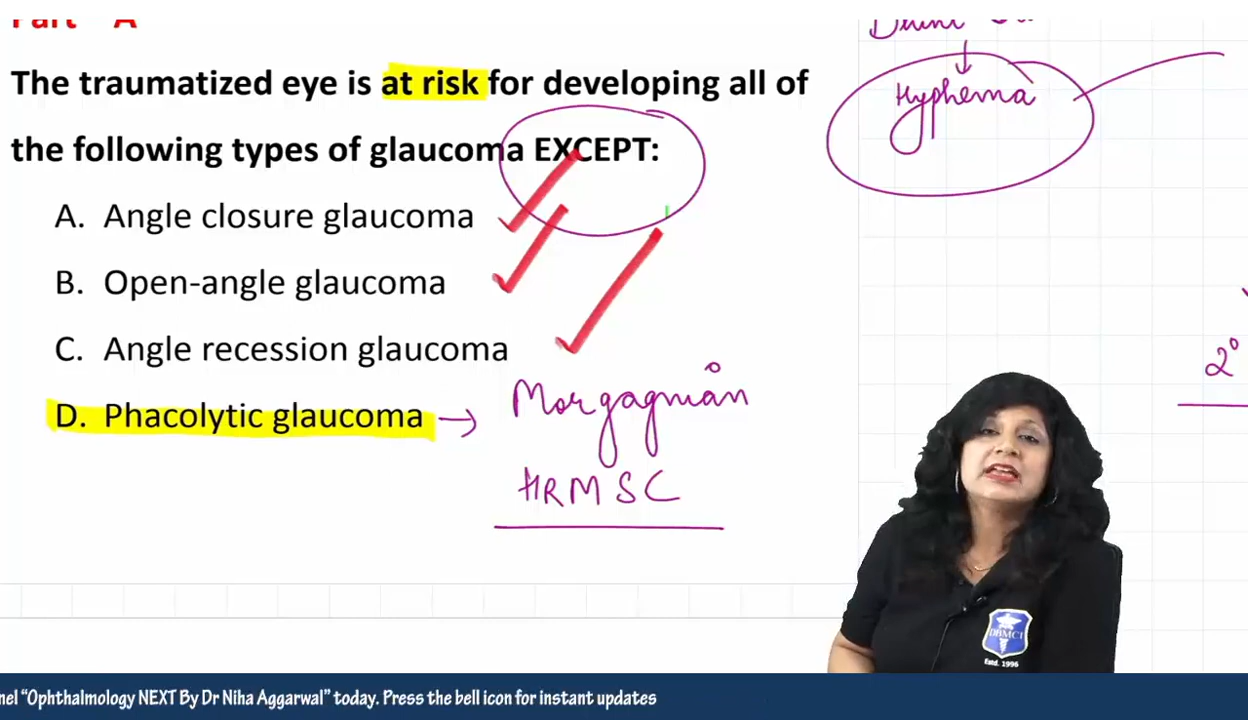 Part - A
The traumatized eye is at risk for developing all of
the following types of glaucoma EXCEPT:
A. Angle closure glaucoma
B. Open-angle glaucoma
C. Angle recession glaucoma
D. Phacolytic glaucoma → Morgagnian
HRMSC
Hyphema
2°
DBMCI
Estd. 1996
nel “Ophthalmology NEXT By Dr Niha Aggarwal” today. Press the bell icon for instant updates